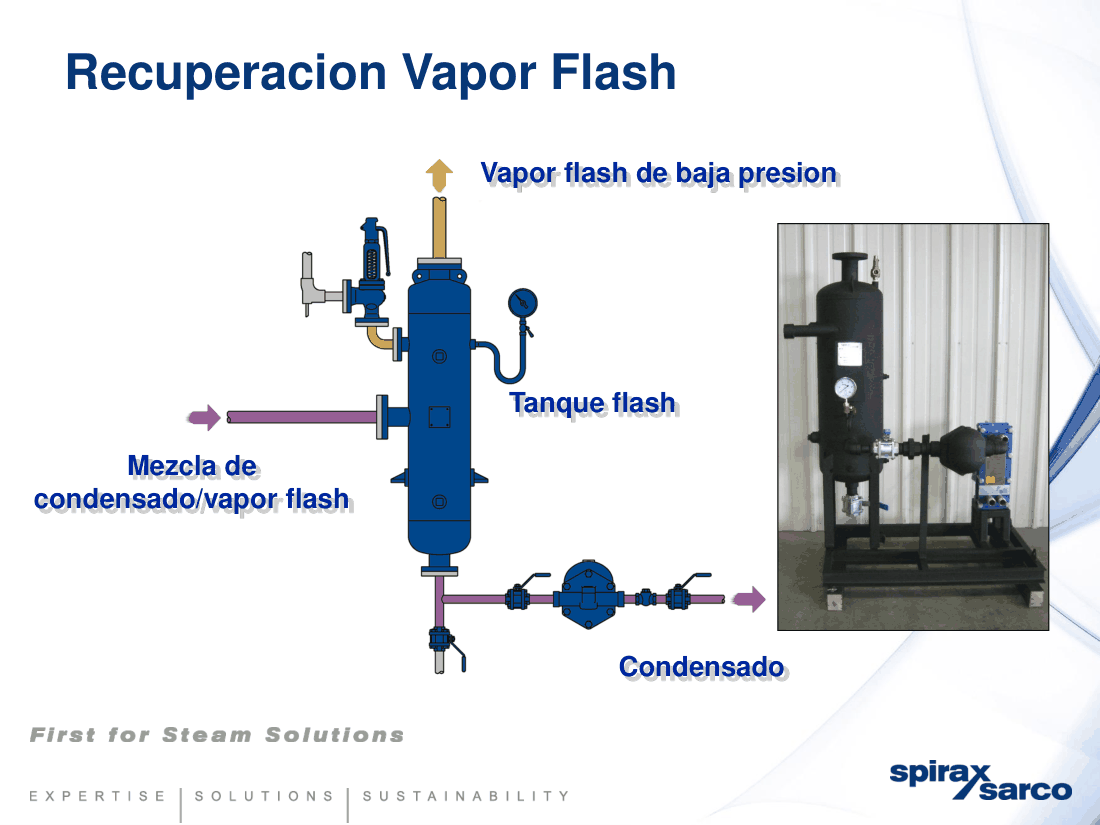 Recuperacion Vapor Flash
Vapor flash de baja presion
Tanque flash
Mezcla de
condensado/vapor flash
Condensado
First for Steam Solutions
EXPERTISE SOLUTIONS SUSTAINABILITY
spirax
sarco